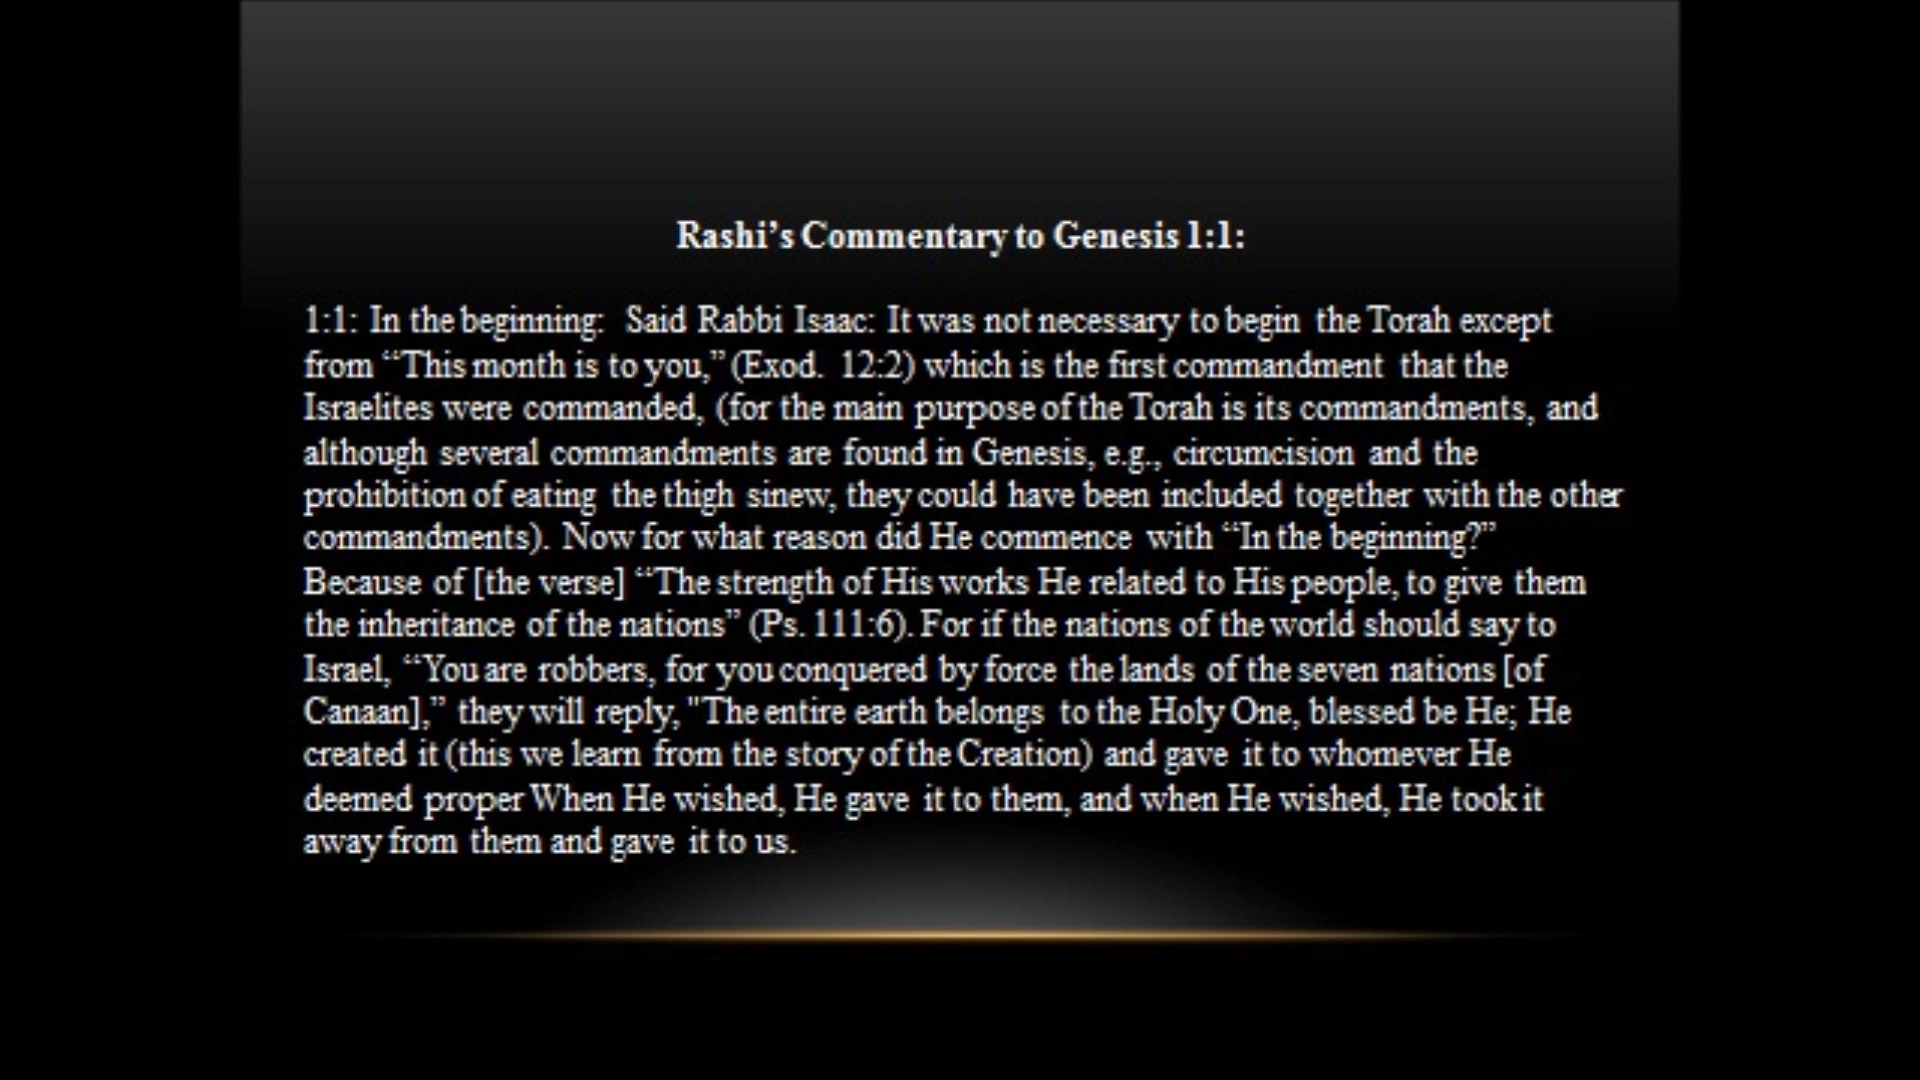 Rashi’s Commentary to Genesis 1:1:
1:1: In the beginning: Said Rabbi Isaac: It was not necessary to begin the Torah except
from “This month is to you,” (Exod. 12:2) which is the first commandment that the
Israelites were commanded, (for the main purpose of the Torah is its commandments, and
although several commandments are found in Genesis, e.g., circumcision and the
prohibition of eating the thigh sinew, they could have been included together with the other
commandments). Now for what reason did He commence with “In the beginning?”
Because of [the verse] “The strength of His works He related to His people, to give them
the inheritance of the nations” (Ps. 111:6). For if the nations of the world should say to
Israel, “You are robbers, for you conquered by force the lands of the seven nations [of
Canaan],” they will reply, "The entire earth belongs to the Holy One, blessed be He; He
created it (this we learn from the story of the Creation) and gave it to whomever He
deemed proper When He wished, He gave it to them, and when He wished, He took it
away from them and gave it to us.